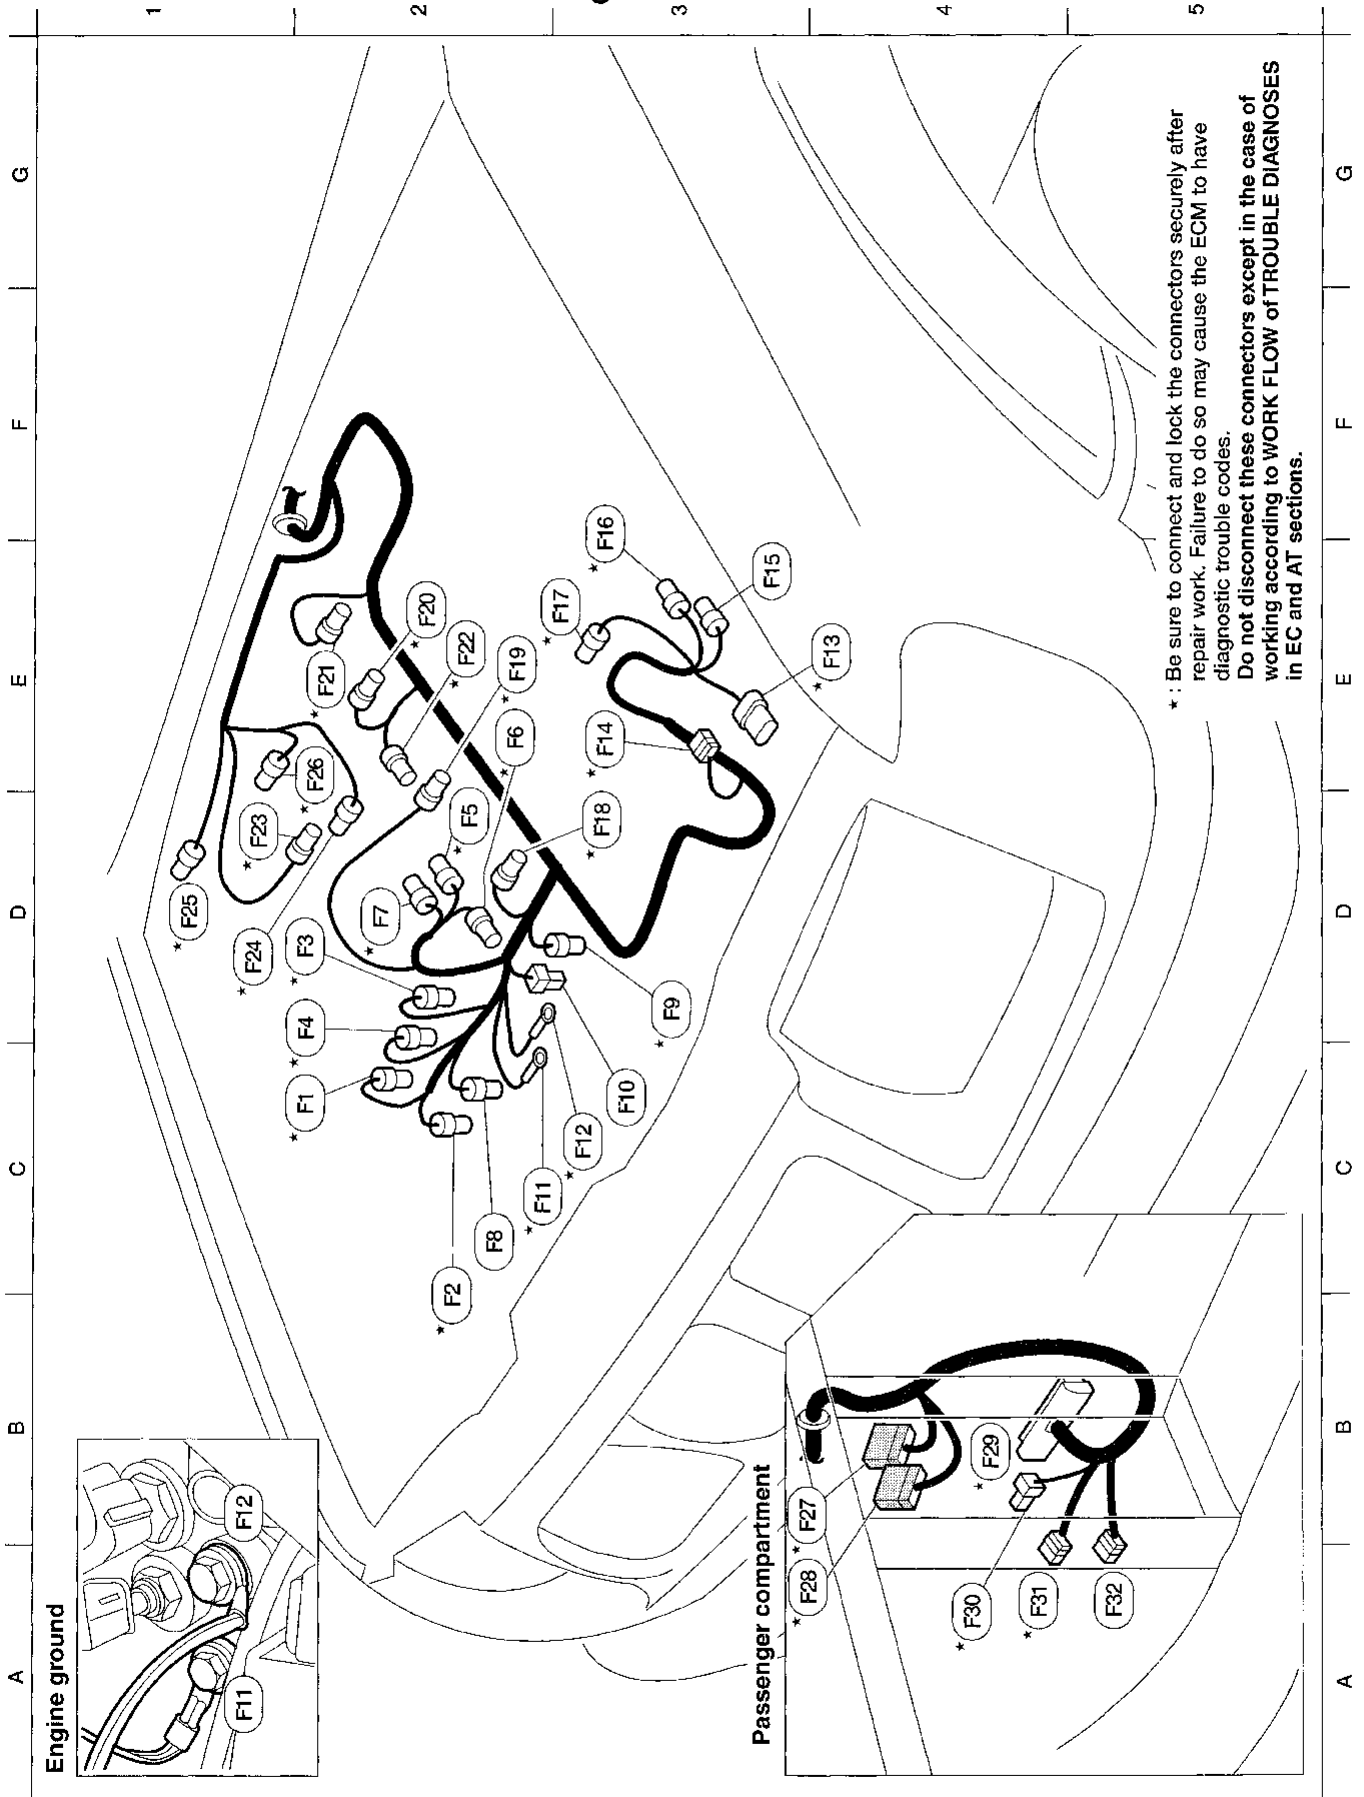 A
B
C
D
E
F
G
1
2
3
4
5
Engine ground
F11
F12
F25
★
F24
★
F23
★
F26
★
F21
★
F3
★
F4
★
F1
★
F7
★
F20
★
F22
★
F19
★
F5
★
F6
★
F2
★
F8
F11
★
F12
★
F10
F9
★
F18
★
F14
★
F17
★
F16
★
F15
F13
★
Passenger compartment
F28
★
F27
★
F29
★
F30
★
F31
★
F32
★ : Be sure to connect and lock the connectors securely after
repair work. Failure to do so may cause the ECM to have
diagnostic trouble codes.
Do not disconnect these connectors except in the case of
working according to WORK FLOW of TROUBLE DIAGNOSES
in EC and AT sections.
A
B
C
D
E
F
G